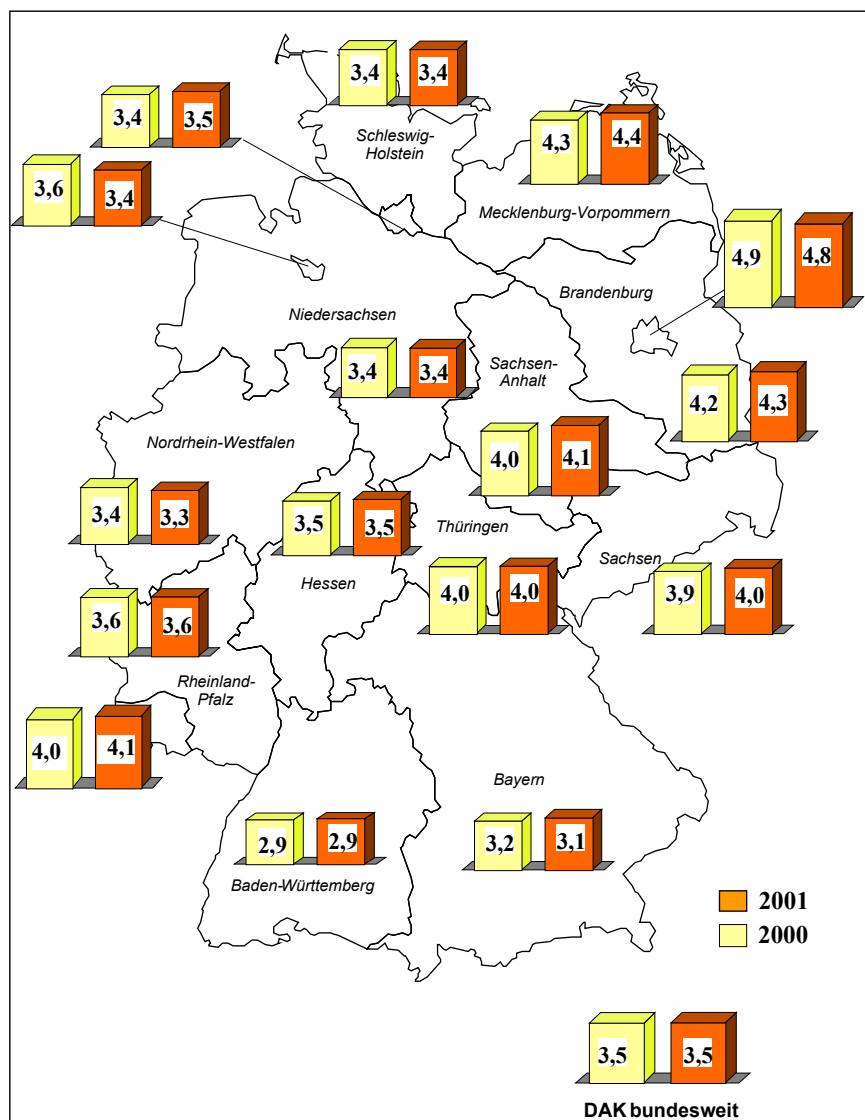 3,4 3,4
Schleswig-
Holstein
3,4 3,5
4,3 4,4
3,6 3,4
Mecklenburg-Vorpommern
4,9 4,8
Brandenburg
Niedersachsen
3,4 3,4
Sachsen-
Anhalt
4,2 4,3
Nordrhein-Westfalen
4,0 4,1
3,4 3,3
3,5 3,5
Thüringen
Sachsen
Hessen
4,0 4,0
3,9 4,0
3,6 3,6
Rheinland-
Pfalz
4,0 4,1
Bayern
2,9 2,9
3,2 3,1
Baden-Württemberg
2001
2000
3,5 3,5
DAK bundesweit